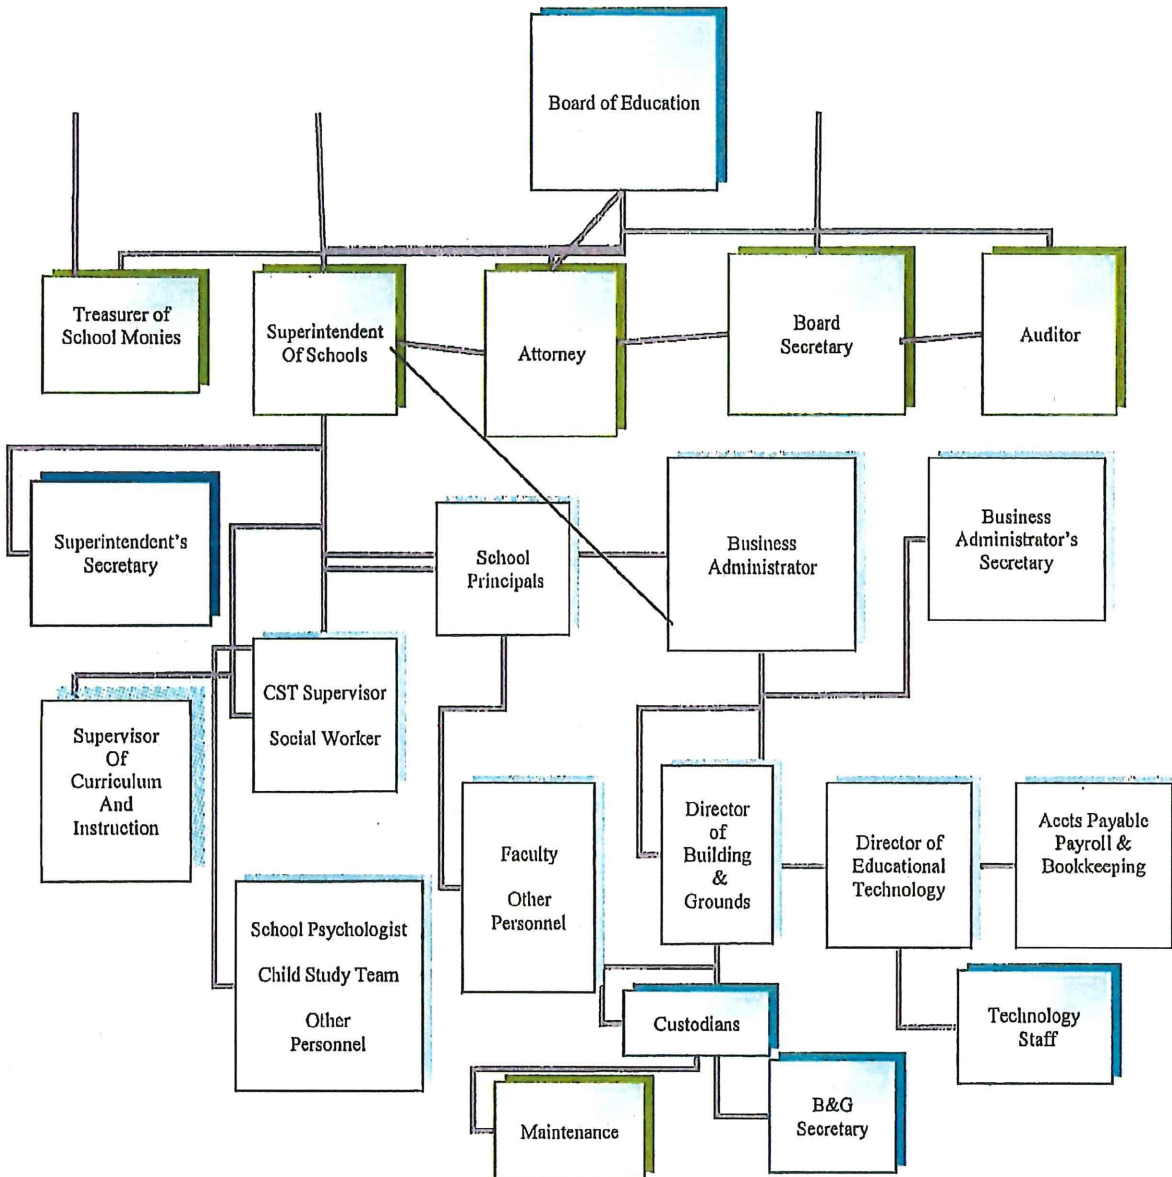 Board of Education
Treasurer of
School Monies
Superintendent
Of Schools
Attorney
Board
Secretary
Auditor
Superintendent's
Secretary
School
Principals
Business
Administrator
Business
Administrator's
Secretary
CST Supervisor
Social Worker
Supervisor
Of
Curriculum
And
Instruction
Faculty
Other
Personnel
Director
of
Building
&
Grounds
Director of
Educational
Technology
Accts Payable
Payroll &
Bookkeeping
School Psychologist
Child Study Team
Other
Personnel
Custodians
Technology
Staff
Maintenance
B&G
Secretary